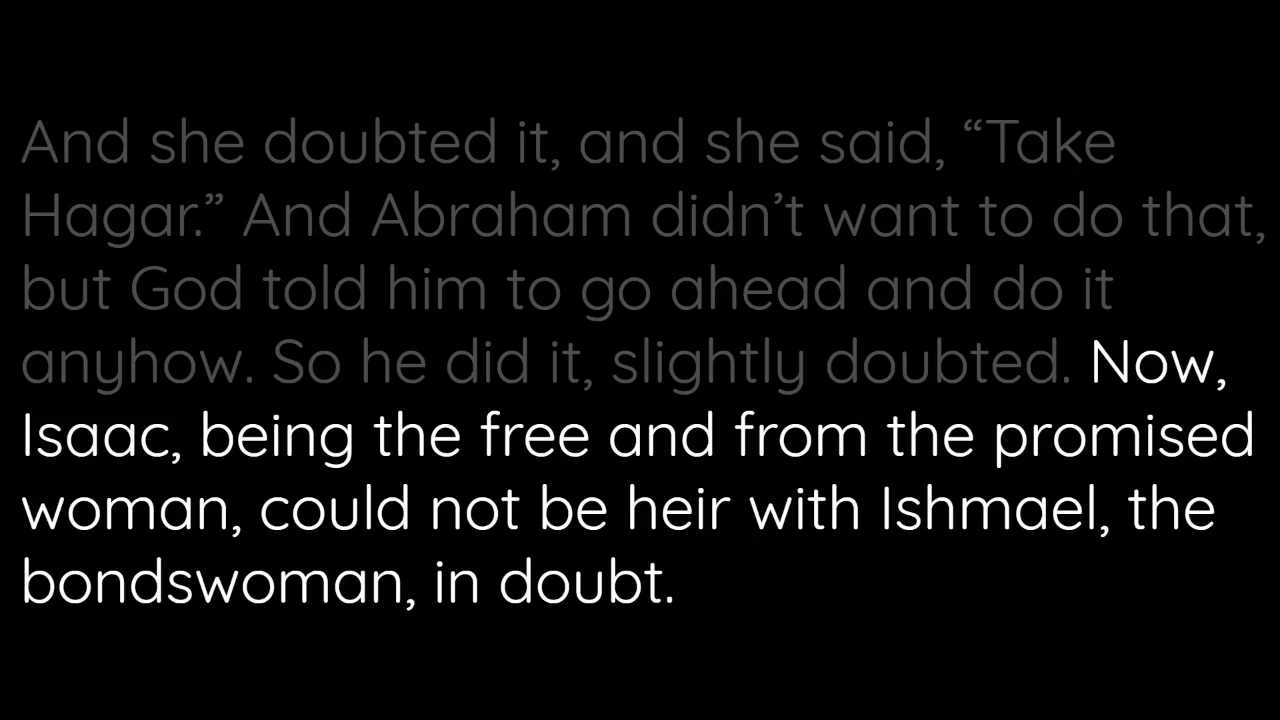 And she doubted it, and she said, “Take
Hagar.” And Abraham didn’t want to do that,
but God told him to go ahead and do it
anyhow. So he did it, slightly doubted. Now,
Isaac, being the free and from the promised
woman, could not be heir with Ishmael, the
bondswoman, in doubt.